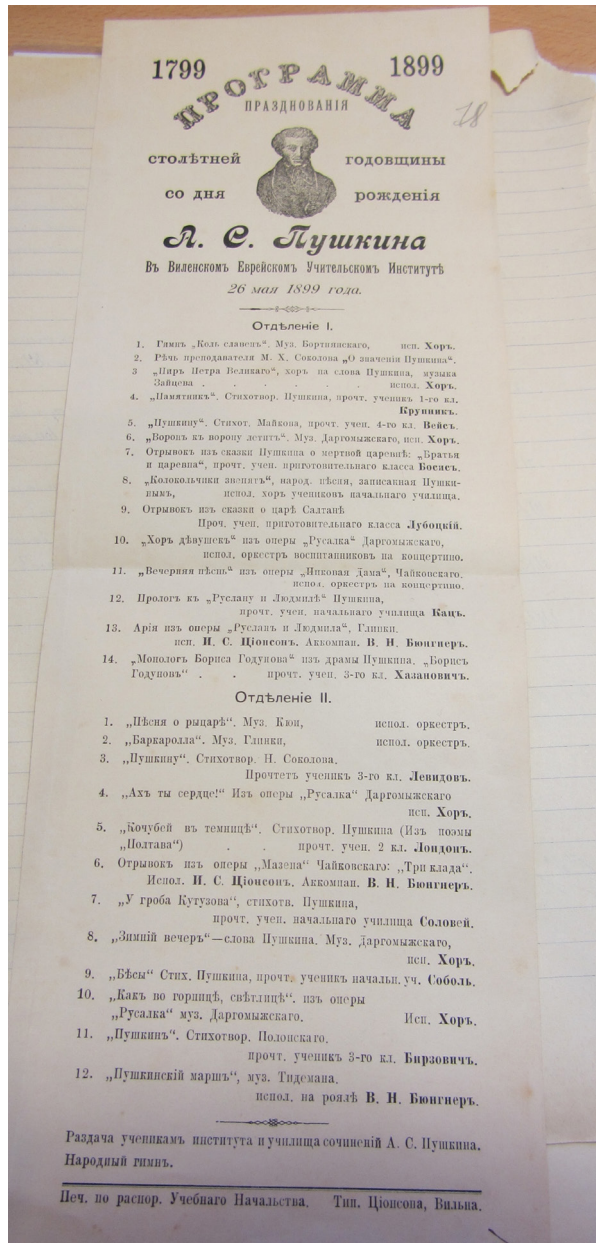 1799 1899
ПРОГРАММА
ПРАЗДНОВАНІЯ
18
столѣтней годовщины
со дня рожденія
А. С. Пушкина
Въ Виленскомъ Еврейскомъ Учительскомъ Институтѣ
26 мая 1899 года.
Отдѣленіе I.
1. Гимнъ „Коль славенъ“. Муз. Бортнянскаго, исп. Хоръ.
2. Рѣчь преподавателя М. Х. Соколова „О значеніи Пушкина“.
3 „Пиръ Петра Великаго“, хоръ на слова Пушкина, музыка
Зайцева . . . . . испол. Хоръ.
4. „Памятникъ“. Стихотвор. Пушкина, прочт. ученикъ 1-го кл.
Крупникъ.
5. „Пушкину“. Стихот. Майкова, прочт. учен. 4-го кл. Вейсъ.
6. „Воронъ къ ворону летитъ“. Муз. Даргомыжскаго, исп. Хоръ.
7. Отрывокъ изъ сказки Пушкина о мертвой царевнѣ: „Братья
и царевна“, прочт. учен. приготовительнаго класса Босисъ.
8. „Колокольчики звенятъ“, народ. пѣсня, записанная Пушки-
нымъ, испол. хоръ учениковъ начальнаго училища.
9. Отрывокъ изъ сказки о царѣ Салтанѣ
Проч. учен. приготовительнаго класса Лубоцкій.
10. „Хоръ дѣвушекъ“ изъ оперы „Русалка“ Даргомыжскаго,
испол. оркестръ воспитанниковъ на концертино.
11. „Вечерняя пѣснь“ изъ оперы „Пиковая Дама“, Чайковскаго.
испол. оркестръ на концертино.
12. Прологъ къ „Руслану и Людмилѣ“ Пушкина,
прочт. учен. начальнаго училища Кацъ.
13. Арія изъ оперы „Русланъ и Людмила“, Глинки.
исп. И. С. Ціонсонъ. Аккомпан. В. Н. Бюнгнеръ.
14. „Монологъ Бориса Годунова“ изъ драмы Пушкина. „Борисъ
Годуновъ“ . . прочт. учен. 3-го кл. Хазановичъ.
Отдѣленіе II.
1. „Пѣсня о рыцарѣ“. Муз. Кюи, испол. оркестръ.
2. „Баркаролла“. Муз. Глинки, испол. оркестръ.
3. „Пушкину“. Стихотвор. Н. Соколова.
Прочтетъ ученикъ 3-го кл. Левидовъ.
4. „Ахъ ты сердце!“ Изъ оперы „Русалка“ Даргомыжскаго
исп. Хоръ.
5. „Кочубей въ темницѣ“. Стихотвор. Пушкина (Изъ поэмы
„Полтава“) . . прочт. учен. 2 кл. Лондонъ.
6. Отрывокъ изъ оперы „Мазепа“ Чайковскаго: „Три клада“.
Испол. И. С. Ціонсонъ. Аккомпан. В. Н. Бюнгнеръ.
7. „У гроба Кутузова“, стихотв. Пушкина,
прочт. учен. начальнаго училища Соловей.
8. „Зимній вечеръ“—слова Пушкина. Муз. Даргомыжскаго,
исп. Хоръ.
9. „Бѣсы“ Стих. Пушкина, прочт. ученикъ начальн. уч. Соболь.
10. „Какъ во горницѣ, свѣтлицѣ“. изъ оперы
„Русалка“ муз. Даргомыжскаго. Исп. Хоръ.
11. „Пушкинъ“. Стихотвор. Полонскаго.
прочт. ученикъ 3-го кл. Бирзовичъ.
12. „Пушкинскій маршъ“, муз. Тидемана.
испол. на роялѣ В. Н. Бюнгнеръ.
Раздача ученикамъ института и училища сочиненій А. С. Пушкина.
Народный гимнъ.
Печ. по распор. Учебнаго Начальства. Тип. Ціонсона, Вильна.